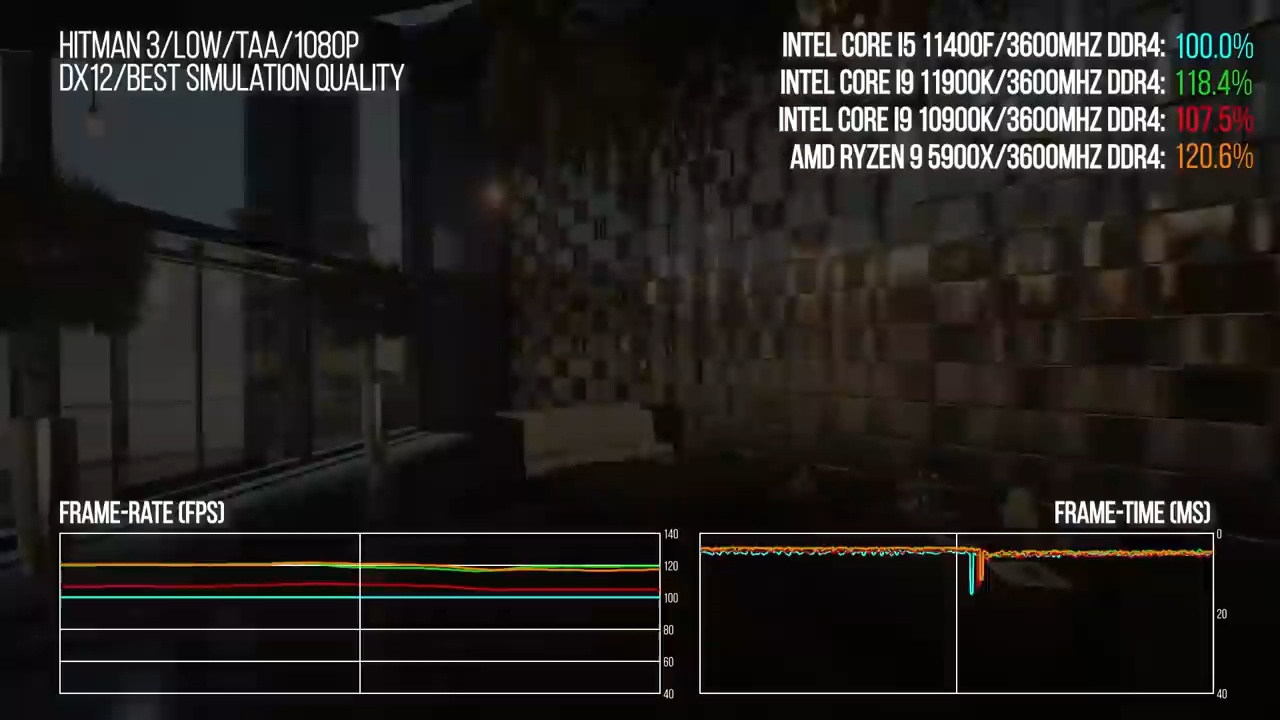 HITMAN 3/LOW/TAA/1080P
DX12/BEST SIMULATION QUALITY
INTEL CORE I5 11400F/3600MHZ DDR4: 100.0%
INTEL CORE I9 11900K/3600MHZ DDR4: 118.4%
INTEL CORE I9 10900K/3600MHZ DDR4: 107.5%
AMD RYZEN 9 5900X/3600MHZ DDR4: 120.6%
FRAME-RATE (FPS)
140
120
100
80
60
40
FRAME-TIME (MS)
0
20
40